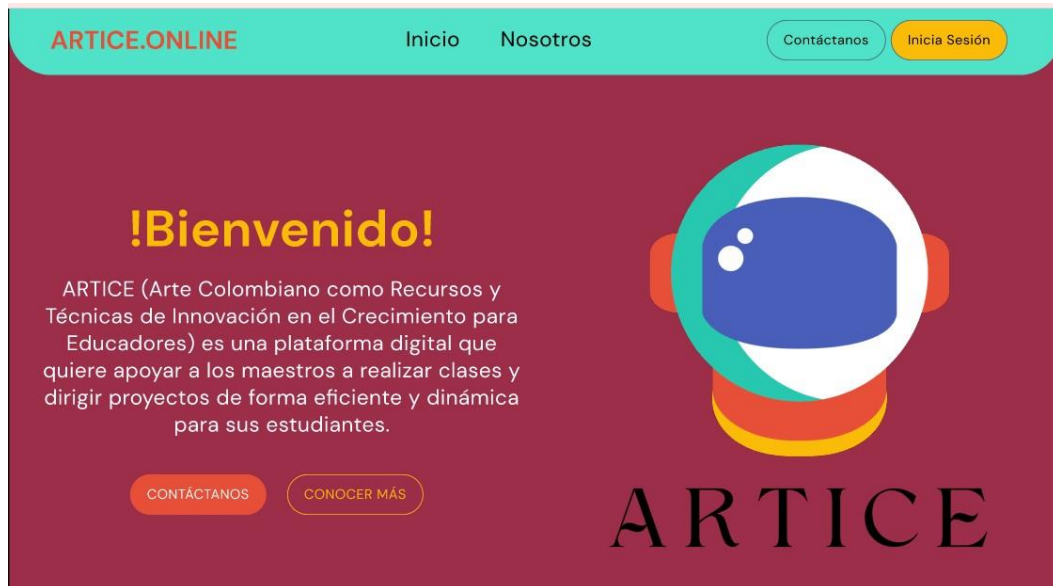 ARTICE.ONLINE
Inicio
Nosotros
Contáctanos
Inicia Sesión
!Bienvenido!
ARTICE (Arte Colombiano como Recursos y
Técnicas de Innovación en el Crecimiento para
Educadores) es una plataforma digital que
quiere apoyar a los maestros a realizar clases y
dirigir proyectos de forma eficiente y dinámica
para sus estudiantes.
CONTÁCTANOS
CONOCER MÁS
ARTICE